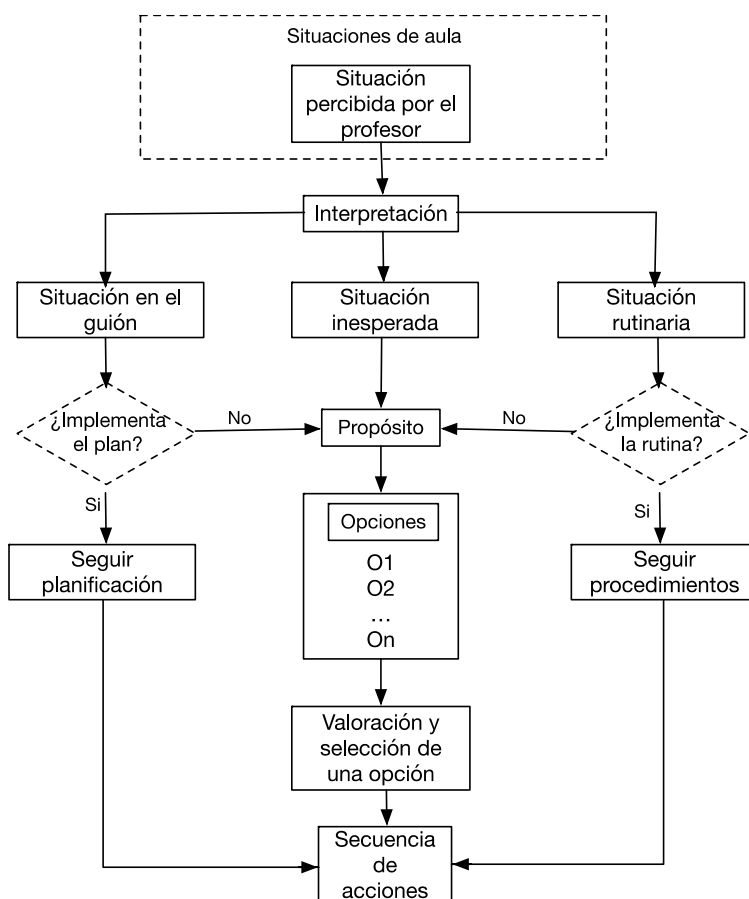 Situaciones de aula
Situación
percibida por el
profesor
Interpretación
Situación en el
guión
Situación
inesperada
Situación
rutinaria
¿Implementa
el plan?
No
Propósito
No
¿Implementa
la rutina?
Si
Si
Opciones
O1
O2
...
On
Seguir
planificación
Seguir
procedimientos
Valoración y
selección de
una opción
Secuencia
de
acciones